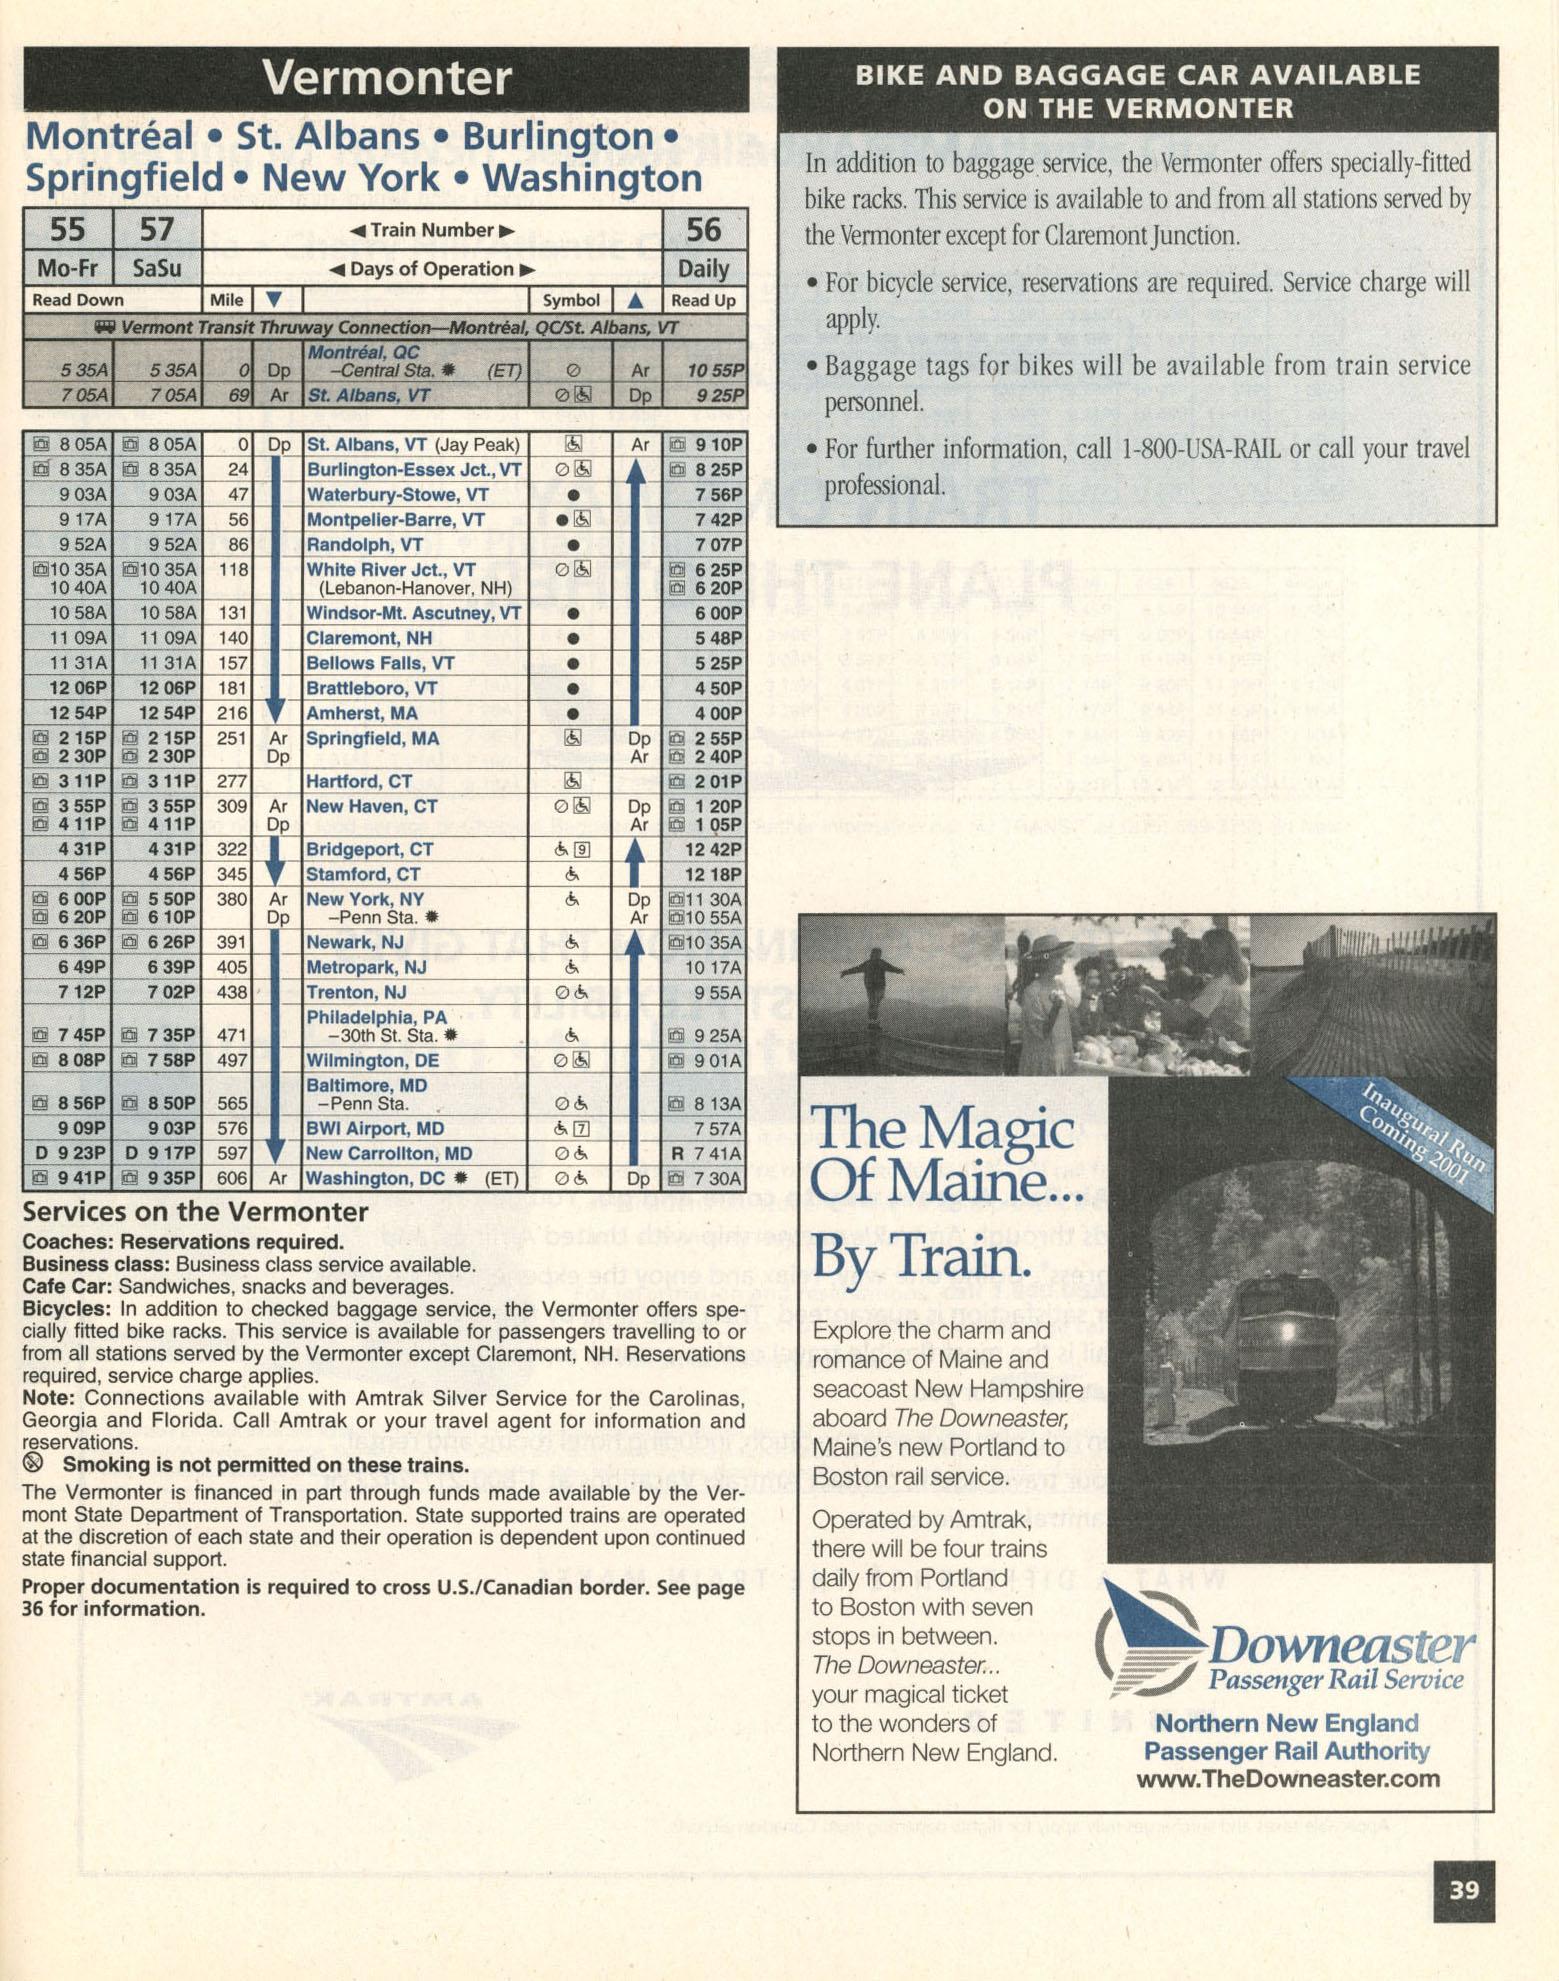 Vermonter
Montréal • St. Albans • Burlington •
Springfield • New York • Washington
55 57 ◄ Train Number ► 56
Mo-Fr SaSu ◄ Days of Operation ► Daily
Read Down Mile ▼ Symbol ▲ Read Up
Vermont Transit Thruway Connection—Montréal, QC/St. Albans, VT
Montréal, QC
5 35A 5 35A 0 Dp –Central Sta. ✹ (ET) Ar 10 55P
7 05A 7 05A 69 Ar St. Albans, VT Dp 9 25P
8 05A 8 05A 0 Dp St. Albans, VT (Jay Peak) Ar 9 10P
8 35A 8 35A 24 Burlington-Essex Jct., VT 8 25P
9 03A 9 03A 47 Waterbury-Stowe, VT ● 7 56P
9 17A 9 17A 56 Montpelier-Barre, VT ● 7 42P
9 52A 9 52A 86 Randolph, VT ● 7 07P
10 35A 10 35A 118 White River Jct., VT 6 25P
10 40A 10 40A (Lebanon-Hanover, NH) 6 20P
10 58A 10 58A 131 Windsor-Mt. Ascutney, VT ● 6 00P
11 09A 11 09A 140 Claremont, NH ● 5 48P
11 31A 11 31A 157 Bellows Falls, VT ● 5 25P
12 06P 12 06P 181 Brattleboro, VT ● 4 50P
12 54P 12 54P 216 Amherst, MA ● 4 00P
2 15P 2 15P 251 Ar Springfield, MA Dp 2 55P
2 30P 2 30P Dp Ar 2 40P
3 11P 3 11P 277 Hartford, CT 2 01P
3 55P 3 55P 309 Ar New Haven, CT Dp 1 20P
4 11P 4 11P Dp Ar 1 05P
4 31P 4 31P 322 Bridgeport, CT 9 12 42P
4 56P 4 56P 345 Stamford, CT 12 18P
6 00P 5 50P 380 Ar New York, NY Dp 11 30A
6 20P 6 10P Dp –Penn Sta. ✹ Ar 10 55A
6 36P 6 26P 391 Newark, NJ 10 35A
6 49P 6 39P 405 Metropark, NJ 10 17A
7 12P 7 02P 438 Trenton, NJ 9 55A
Philadelphia, PA
7 45P 7 35P 471 –30th St. Sta. ✹ 9 25A
8 08P 7 58P 497 Wilmington, DE 9 01A
Baltimore, MD
8 56P 8 50P 565 –Penn Sta. 8 13A
9 09P 9 03P 576 BWI Airport, MD 7 7 57A
D 9 23P D 9 17P 597 New Carrollton, MD R 7 41A
9 41P 9 35P 606 Ar Washington, DC ✹ (ET) Dp 7 30A
Services on the Vermonter
Coaches: Reservations required.
Business class: Business class service available.
Cafe Car: Sandwiches, snacks and beverages.
Bicycles: In addition to checked baggage service, the Vermonter offers spe-
cially fitted bike racks. This service is available for passengers travelling to or
from all stations served by the Vermonter except Claremont, NH. Reservations
required, service charge applies.
Note: Connections available with Amtrak Silver Service for the Carolinas,
Georgia and Florida. Call Amtrak or your travel agent for information and
reservations.
Smoking is not permitted on these trains.
The Vermonter is financed in part through funds made available by the Ver-
mont State Department of Transportation. State supported trains are operated
at the discretion of each state and their operation is dependent upon continued
state financial support.
Proper documentation is required to cross U.S./Canadian border. See page
36 for information.
BIKE AND BAGGAGE CAR AVAILABLE
ON THE VERMONTER
In addition to baggage service, the Vermonter offers specially-fitted
bike racks. This service is available to and from all stations served by
the Vermonter except for Claremont Junction.
• For bicycle service, reservations are required. Service charge will
apply.
• Baggage tags for bikes will be available from train service
personnel.
• For further information, call 1-800-USA-RAIL or call your travel
professional.
Inaugural Run
Coming 2001
The Magic
Of Maine...
By Train.
Explore the charm and
romance of Maine and
seacoast New Hampshire
aboard The Downeaster,
Maine's new Portland to
Boston rail service.
Operated by Amtrak,
there will be four trains
daily from Portland
to Boston with seven
stops in between.
The Downeaster...
your magical ticket
to the wonders of
Northern New England.
Downeaster
Passenger Rail Service
Northern New England
Passenger Rail Authority
www.TheDowneaster.com
39